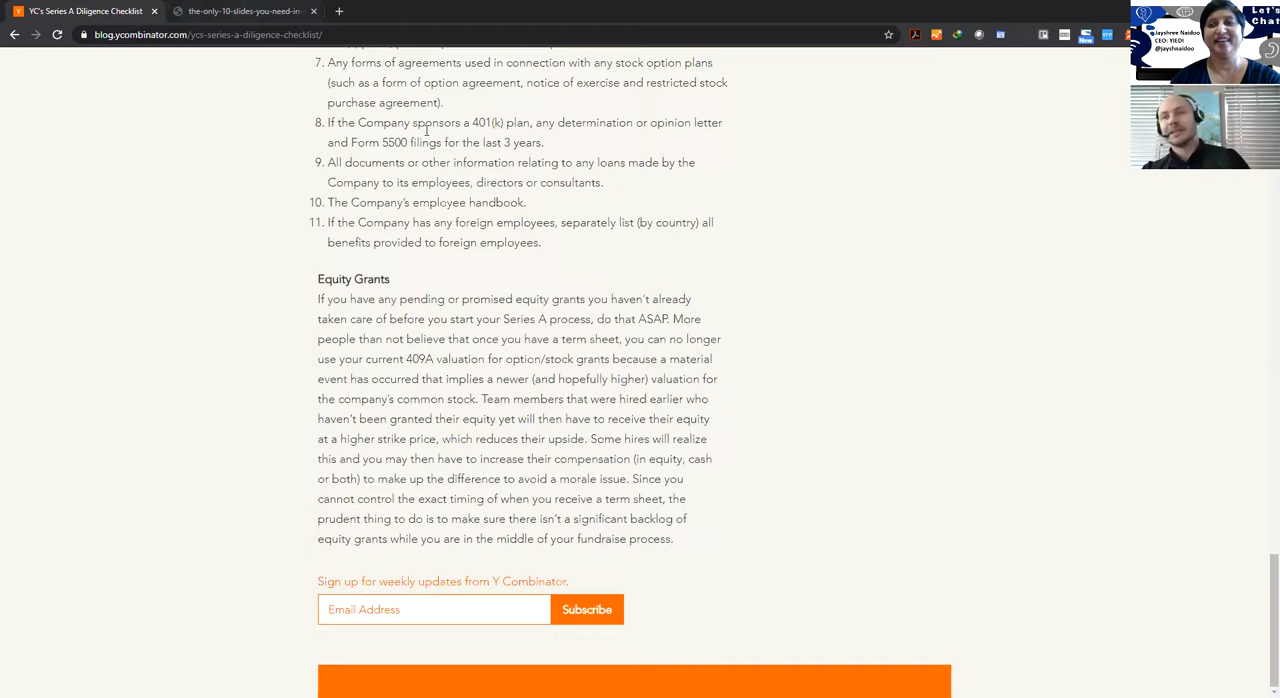 YC's Series A Diligence Checklist
the-only-10-slides-you-need-in-
blog.ycombinator.com/ycs-series-a-diligence-checklist/
New
7. Any forms of agreements used in connection with any stock option plans
(such as a form of option agreement, notice of exercise and restricted stock
purchase agreement).
8. If the Company sponsors a 401(k) plan, any determination or opinion letter
and Form 5500 filings for the last 3 years.
9. All documents or other information relating to any loans made by the
Company to its employees, directors or consultants.
10. The Company's employee handbook.
11. If the Company has any foreign employees, separately list (by country) all
benefits provided to foreign employees.
Equity Grants
If you have any pending or promised equity grants you haven't already
taken care of before you start your Series A process, do that ASAP. More
people than not believe that once you have a term sheet, you can no longer
use your current 409A valuation for option/stock grants because a material
event has occurred that implies a newer (and hopefully higher) valuation for
the company's common stock. Team members that were hired earlier who
haven't been granted their equity yet will then have to receive their equity
at a higher strike price, which reduces their upside. Some hires will realize
this and you may then have to increase their compensation (in equity, cash
or both) to make up the difference to avoid a morale issue. Since you
cannot control the exact timing of when you receive a term sheet, the
prudent thing to do is to make sure there isn't a significant backlog of
equity grants while you are in the middle of your fundraise process.
Sign up for weekly updates from Y Combinator.
Email Address
Subscribe
Jayshree Naidoo
CEO: YIEDI
@jayshnaidoo
Let's
Chat